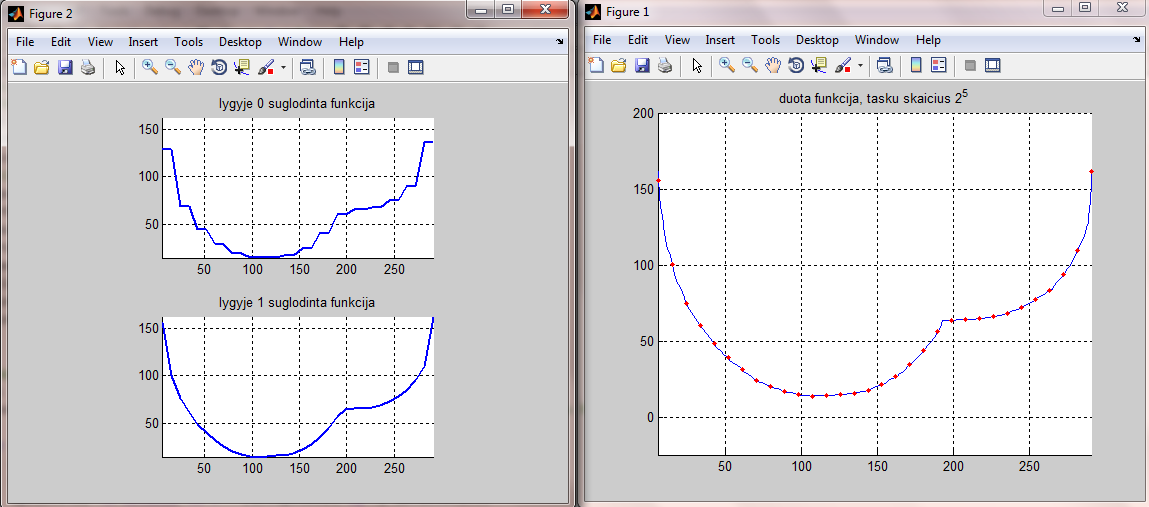 Figure 2
File Edit View Insert Tools Desktop Window Help
lygyje 0 suglodinta funkcija
150
100
50
50 100 150 200 250
lygyje 1 suglodinta funkcija
150
100
50
50 100 150 200 250
Figure 1
File Edit View Insert Tools Desktop Window Help
duota funkcija, tasku skaicius 2^5
200
150
100
50
0
50 100 150 200 250